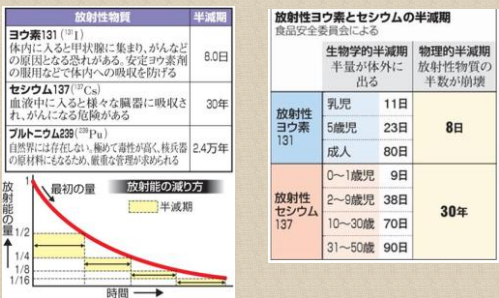 放射性物質 半減期
ヨウ素131(¹³¹I)
体内に入ると甲状腺に集まり、がんなど
の原因となる恐れがある。安定ヨウ素剤
の服用などで体内への吸収を防げる
8.0日
セシウム137(¹³⁷Cs)
血液中に入ると様々な臓器に吸収さ
れ、がんになる危険がある
30年
プルトニウム239(²³⁹Pu)
自然界には存在しない。極めて毒性が高く、核兵器
の原材料にもなるため、厳重な管理が求められる
2.4万年
放射能の減り方
最初の量
半減期
放射能の量
1
1/2
1/4
1/8
1/16
時間
放射性ヨウ素とセシウムの半減期
食品安全委員会による
生物学的半減期
半量が体外に
出る
物理的半減期
放射性物質の
半数が崩壊
放射性
ヨウ素
131
乳児 11日
5歳児 23日
成人 80日
8日
放射性
セシウム
137
0〜1歳児 9日
2〜9歳児 38日
10〜30歳 70日
31〜50歳 90日
30年